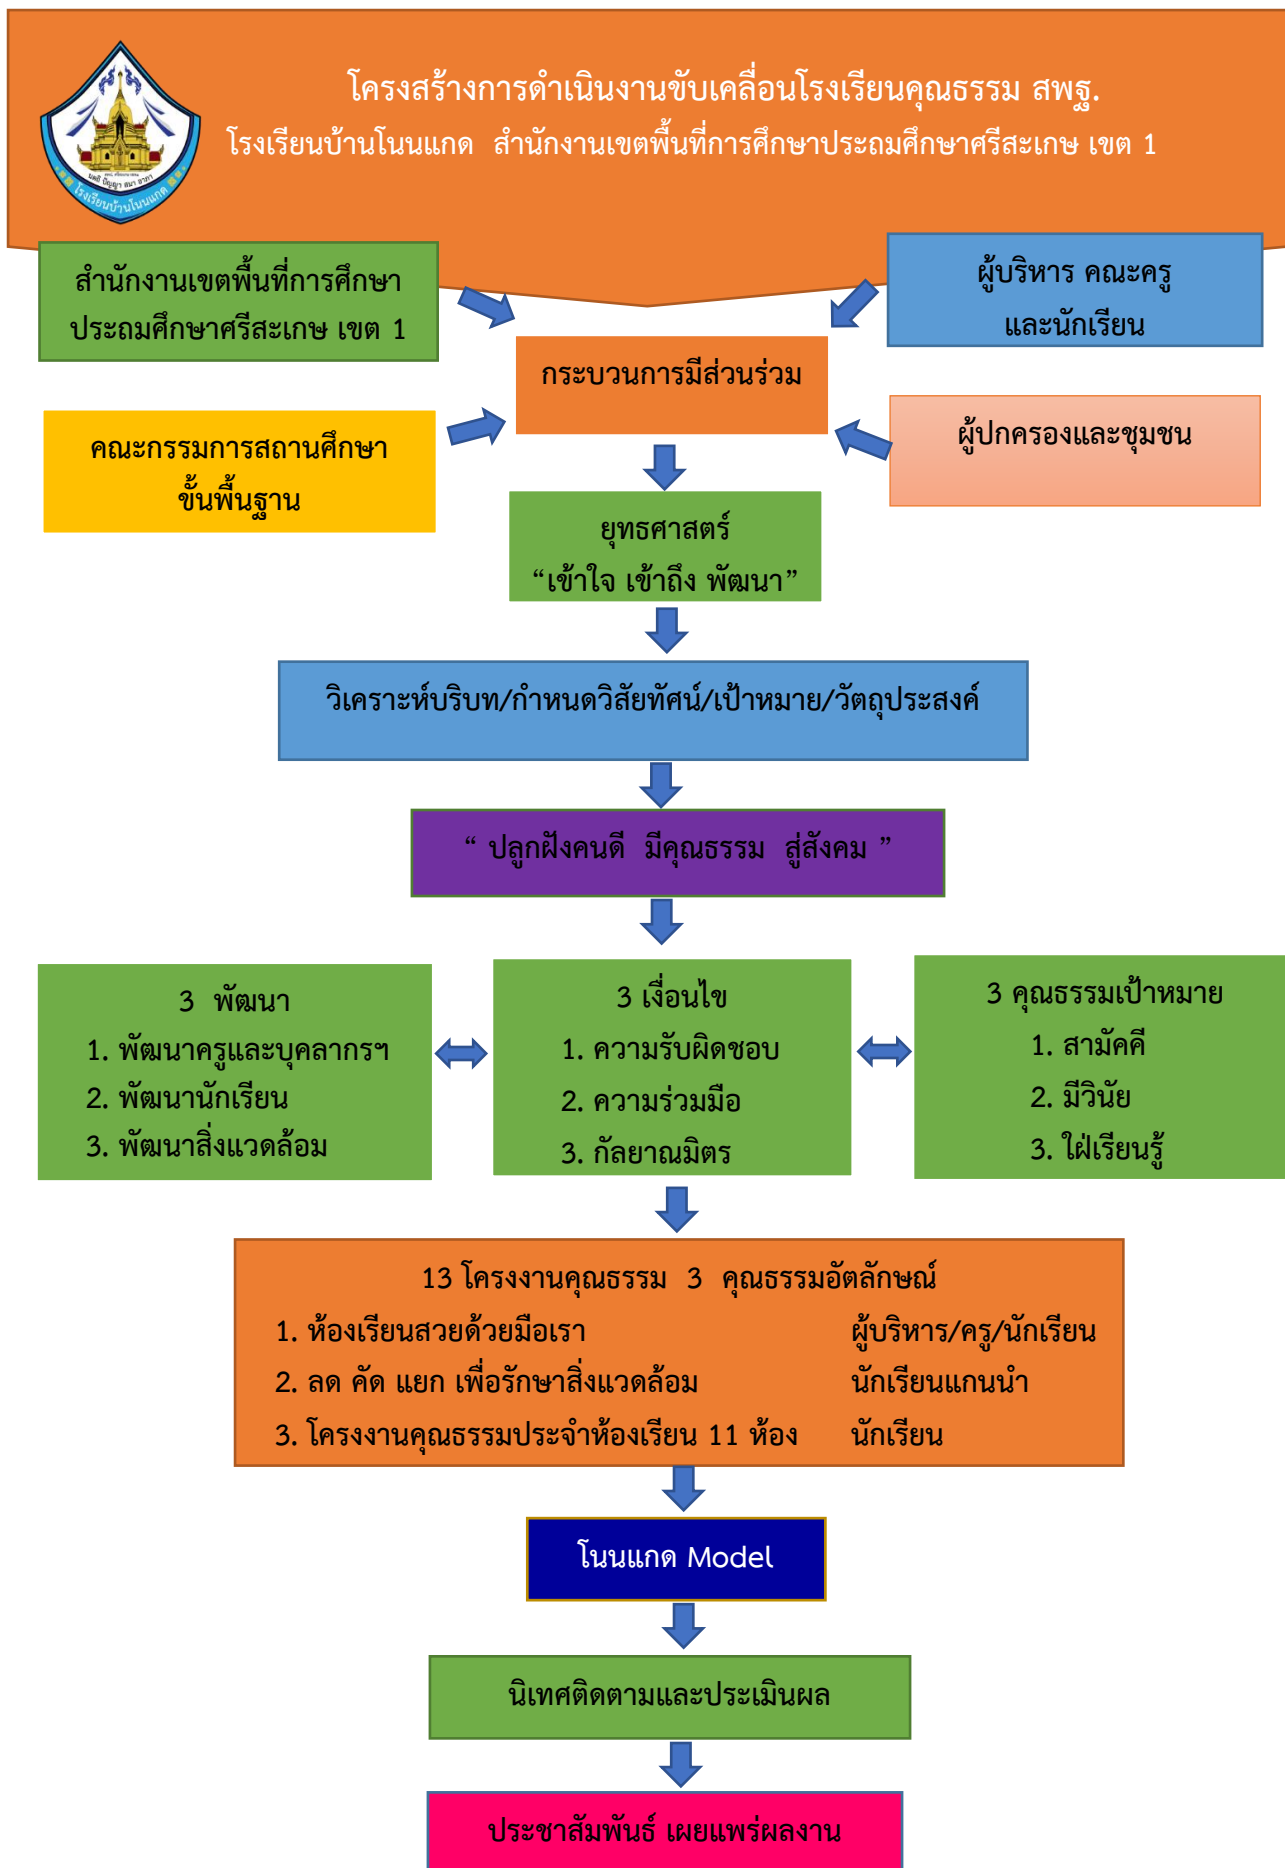 โครงสร้างการดำเนินงานขับเคลื่อนโรงเรียนคุณธรรม สพฐ.
โรงเรียนบ้านโนนแกด สำนักงานเขตพื้นที่การศึกษาประถมศึกษาศรีสะเกษ เขต 1
โรงเรียนบ้านโนนแกด
สำนักงานเขตพื้นที่การศึกษา
ประถมศึกษาศรีสะเกษ เขต 1
ผู้บริหาร คณะครู
และนักเรียน
กระบวนการมีส่วนร่วม
คณะกรรมการสถานศึกษา
ขั้นพื้นฐาน
ผู้ปกครองและชุมชน
ยุทธศาสตร์
“เข้าใจ เข้าถึง พัฒนา”
วิเคราะห์บริบท/กำหนดวิสัยทัศน์/เป้าหมาย/วัตถุประสงค์
“ ปลูกฝังคนดี มีคุณธรรม สู่สังคม ”
3 พัฒนา
1. พัฒนาครูและบุคลากรฯ
2. พัฒนานักเรียน
3. พัฒนาสิ่งแวดล้อม
3 เงื่อนไข
1. ความรับผิดชอบ
2. ความร่วมมือ
3. กัลยาณมิตร
3 คุณธรรมเป้าหมาย
1. สามัคคี
2. มีวินัย
3. ใฝ่เรียนรู้
13 โครงงานคุณธรรม 3 คุณธรรมอัตลักษณ์
1. ห้องเรียนสวยด้วยมือเรา ผู้บริหาร/ครู/นักเรียน
2. ลด คัด แยก เพื่อรักษาสิ่งแวดล้อม นักเรียนแกนนำ
3. โครงงานคุณธรรมประจำห้องเรียน 11 ห้อง นักเรียน
โนนแกด Model
นิเทศติดตามและประเมินผล
ประชาสัมพันธ์ เผยแพร่ผลงาน